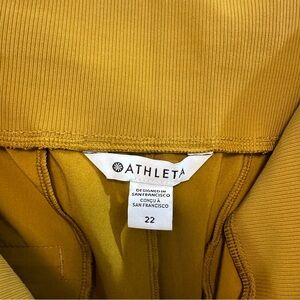 ATHLETA
DESIGNED IN
SAN FRANCISCO
CONÇU À
SAN FRANCISCO
22